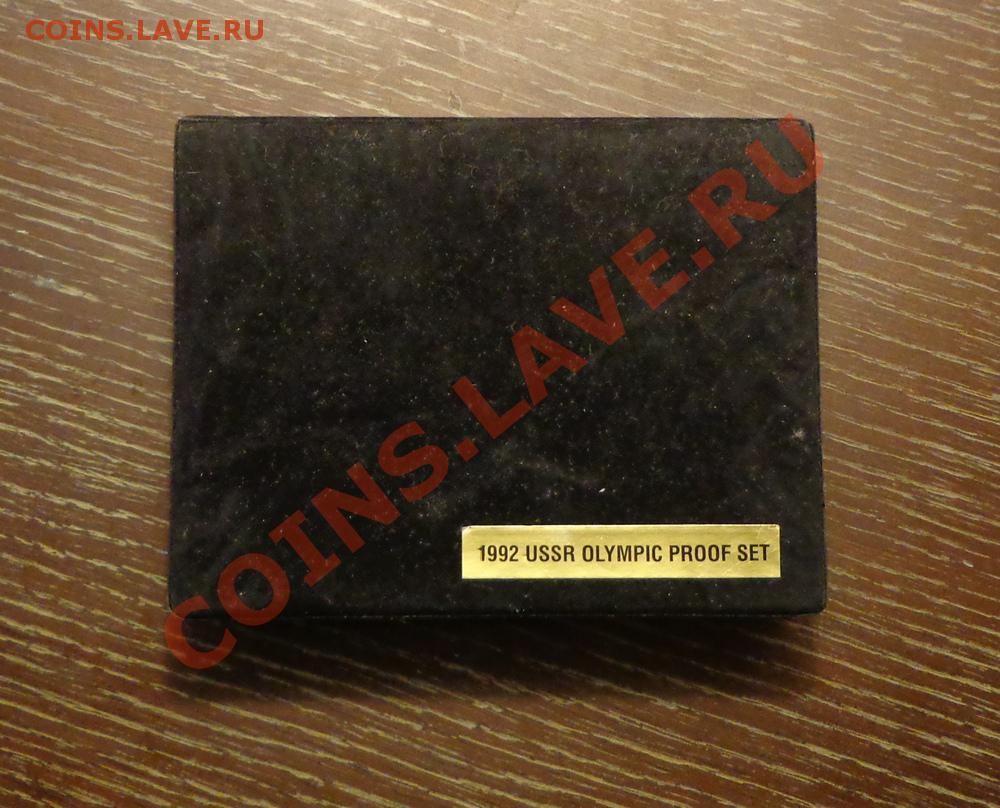 COINS.LAVE.RU
COINS.LAVE.RU
1992 USSR OLYMPIC PROOF SET